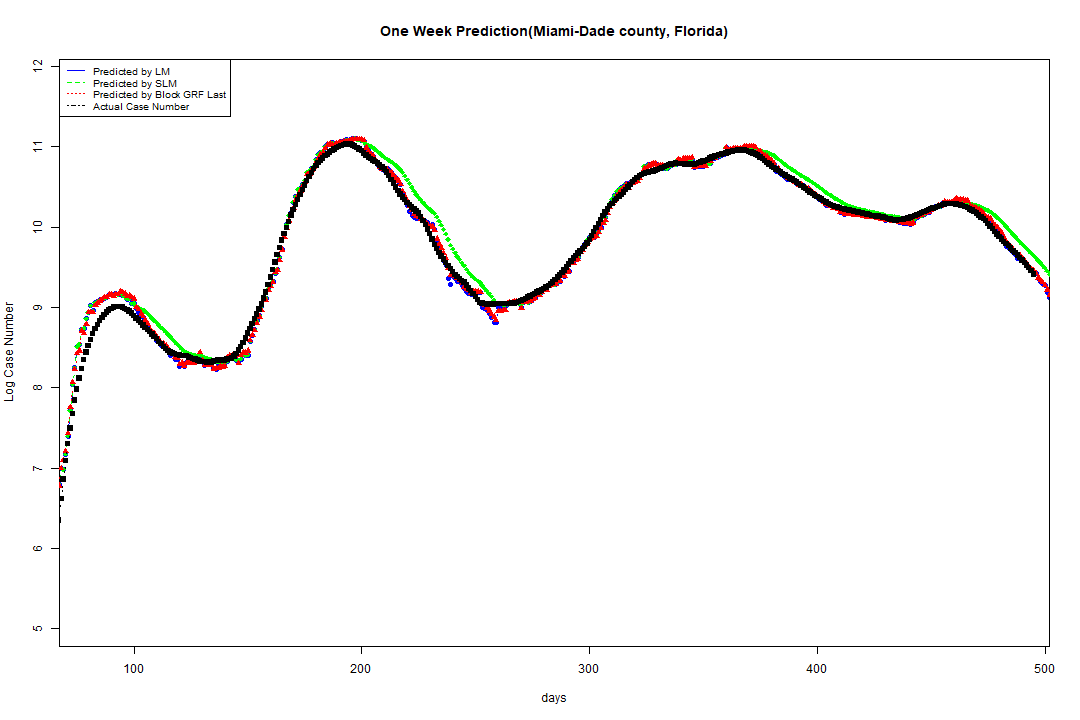 One Week Prediction(Miami-Dade county, Florida)
Predicted by LM
Predicted by SLM
Predicted by Block GRF Last
Actual Case Number
12
11
10
9
8
7
6
5
Log Case Number
100
200
300
400
500
days